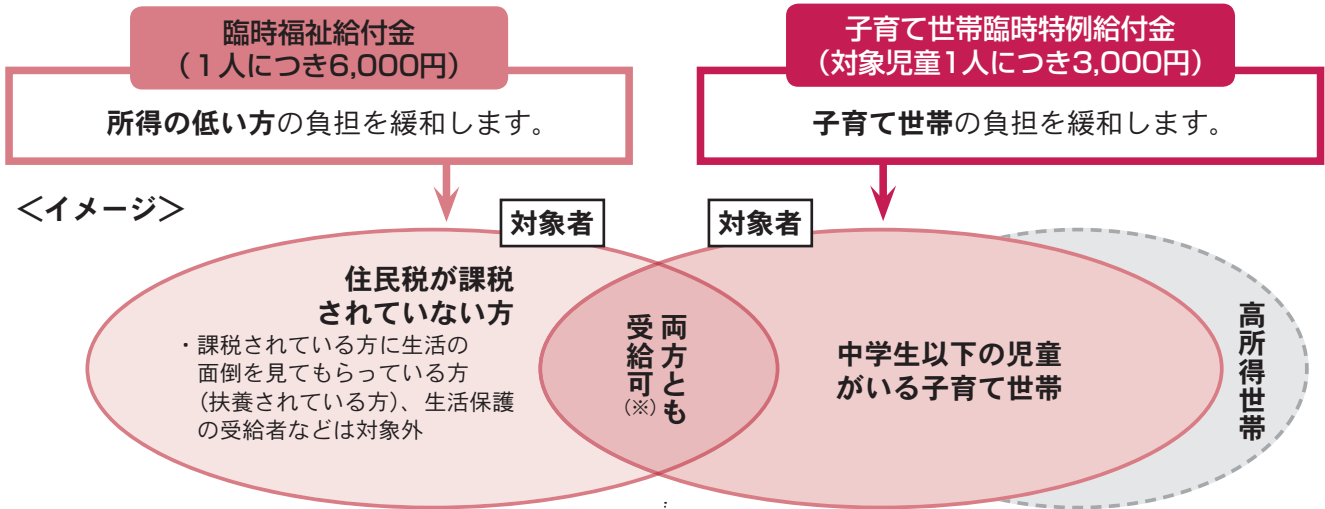 臨時福祉給付金
（1人につき6,000円）
所得の低い方の負担を緩和します。
子育て世帯臨時特例給付金
（対象児童1人につき3,000円）
子育て世帯の負担を緩和します。
＜イメージ＞
対象者
対象者
住民税が課税
されていない方
・課税されている方に生活の
面倒を見てもらっている方
（扶養されている方）、生活保護
の受給者などは対象外
両方とも
受給可（※）
中学生以下の児童
がいる子育て世帯
高所得世帯